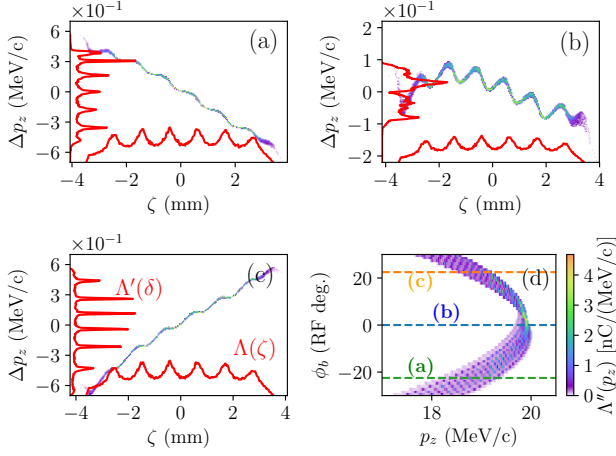 ×10⁻¹
(a)
Δp_z (MeV/c)
6
3
0
−3
−6
−4 −2 0 2 4
ζ (mm)
×10⁻¹
(b)
Δp_z (MeV/c)
2
1
0
−1
−2
−4 −2 0 2 4
ζ (mm)
×10⁻¹
(c)
Λ′(δ)
Λ(ζ)
Δp_z (MeV/c)
6
3
0
−3
−6
−4 −2 0 2 4
ζ (mm)
(d)
(c)
(b)
(a)
ϕ_b (RF deg.)
20
0
−20
18 20
p_z (MeV/c)
4
3
2
1
0
Λ″(p_z) [nC/(MeV/c)]